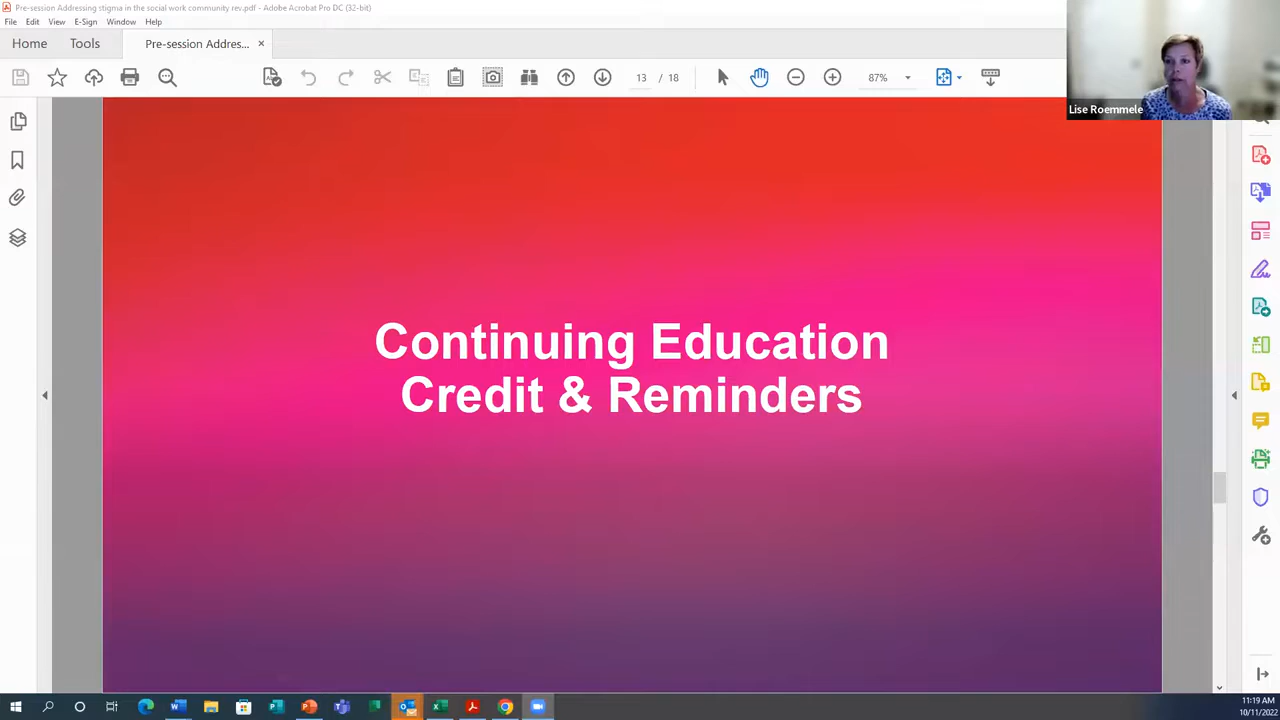 Pre-session Addressing stigma in the social work community rev.pdf - Adobe Acrobat Pro DC (32-bit)
File Edit View E-Sign Window Help
Home Tools Pre-session Addres... ×
13 / 18 87%
Lise Roemmele
Continuing Education
Credit & Reminders
11:19 AM
10/11/2022